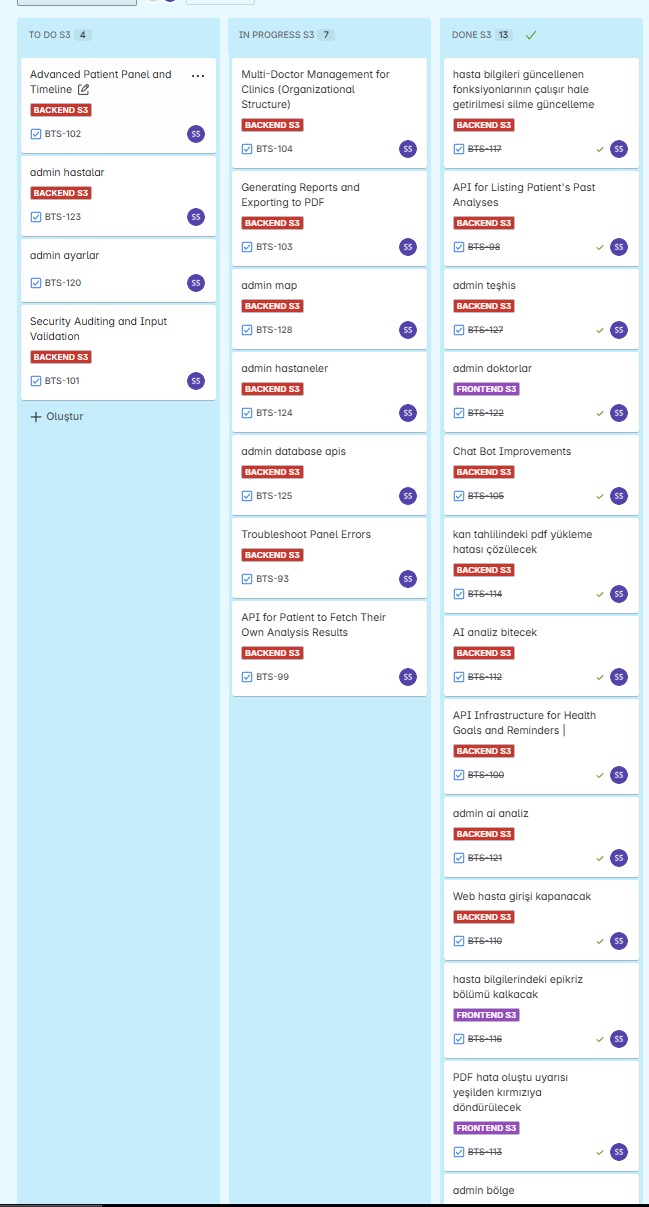 TO DO S3 4
Advanced Patient Panel and
Timeline
BACKEND S3
BTS-102
SS
admin hastalar
BACKEND S3
BTS-123
SS
admin ayarlar
BTS-120
SS
Security Auditing and Input
Validation
BACKEND S3
BTS-101
SS
+ Oluştur
IN PROGRESS S3 7
Multi-Doctor Management for
Clinics (Organizational
Structure)
BACKEND S3
BTS-104
SS
Generating Reports and
Exporting to PDF
BACKEND S3
BTS-103
SS
admin map
BACKEND S3
BTS-128
SS
admin hastaneler
BACKEND S3
BTS-124
SS
admin database apis
BACKEND S3
BTS-125
SS
Troubleshoot Panel Errors
BACKEND S3
BTS-93
SS
API for Patient to Fetch Their
Own Analysis Results
BACKEND S3
BTS-99
SS
DONE S3 13
hasta bilgileri güncellenen
fonksiyonlarının çalışır hale
getirilmesi silme güncelleme
BACKEND S3
BTS-117
SS
API for Listing Patient's Past
Analyses
BACKEND S3
BTS-98
SS
admin teşhis
BACKEND S3
BTS-127
SS
admin doktorlar
FRONTEND S3
BTS-122
SS
Chat Bot Improvements
BACKEND S3
BTS-105
SS
kan tahlilindeki pdf yükleme
hatası çözülecek
BACKEND S3
BTS-114
SS
AI analiz bitecek
BACKEND S3
BTS-112
SS
API Infrastructure for Health
Goals and Reminders |
BACKEND S3
BTS-100
SS
admin ai analiz
BACKEND S3
BTS-121
SS
Web hasta girişi kapanacak
BACKEND S3
BTS-110
SS
hasta bilgilerindeki epikriz
bölümü kalkacak
FRONTEND S3
BTS-116
SS
PDF hata oluştu uyarısı
yeşilden kırmızıya
döndürülecek
FRONTEND S3
BTS-113
SS
admin bölge